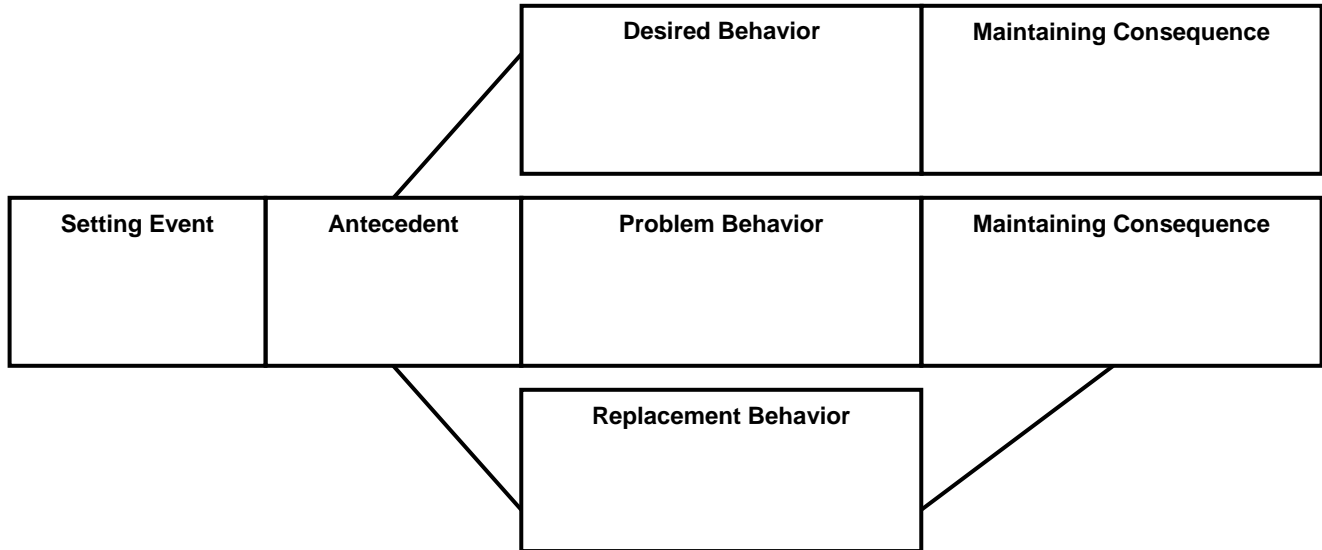 Desired Behavior
Maintaining Consequence
Setting Event
Antecedent
Problem Behavior
Maintaining Consequence
Replacement Behavior